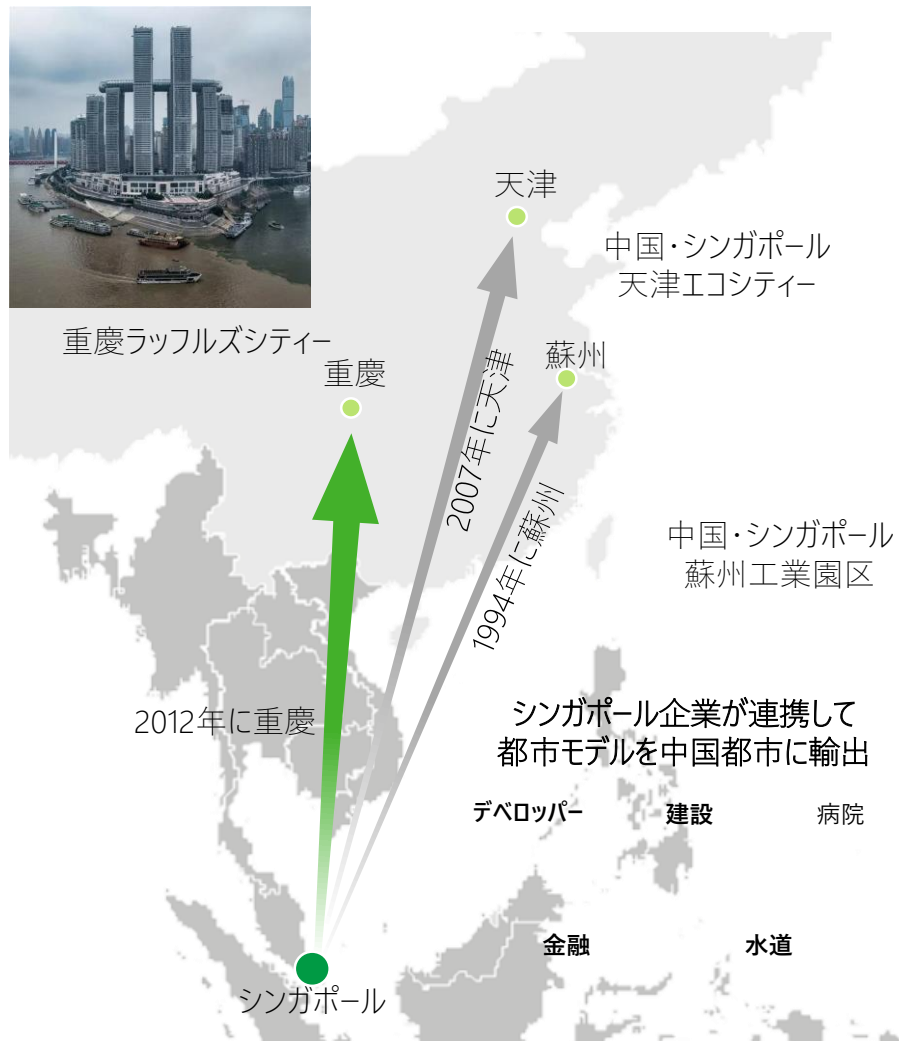 天津
中国・シンガポール
天津エコシティー
重慶ラッフルズシティー
蘇州
重慶
2007年に天津
1994年に蘇州
中国・シンガポール
蘇州工業園区
2012年に重慶
シンガポール企業が連携して
都市モデルを中国都市に輸出
デベロッパー 建設 病院
金融 水道
シンガポール